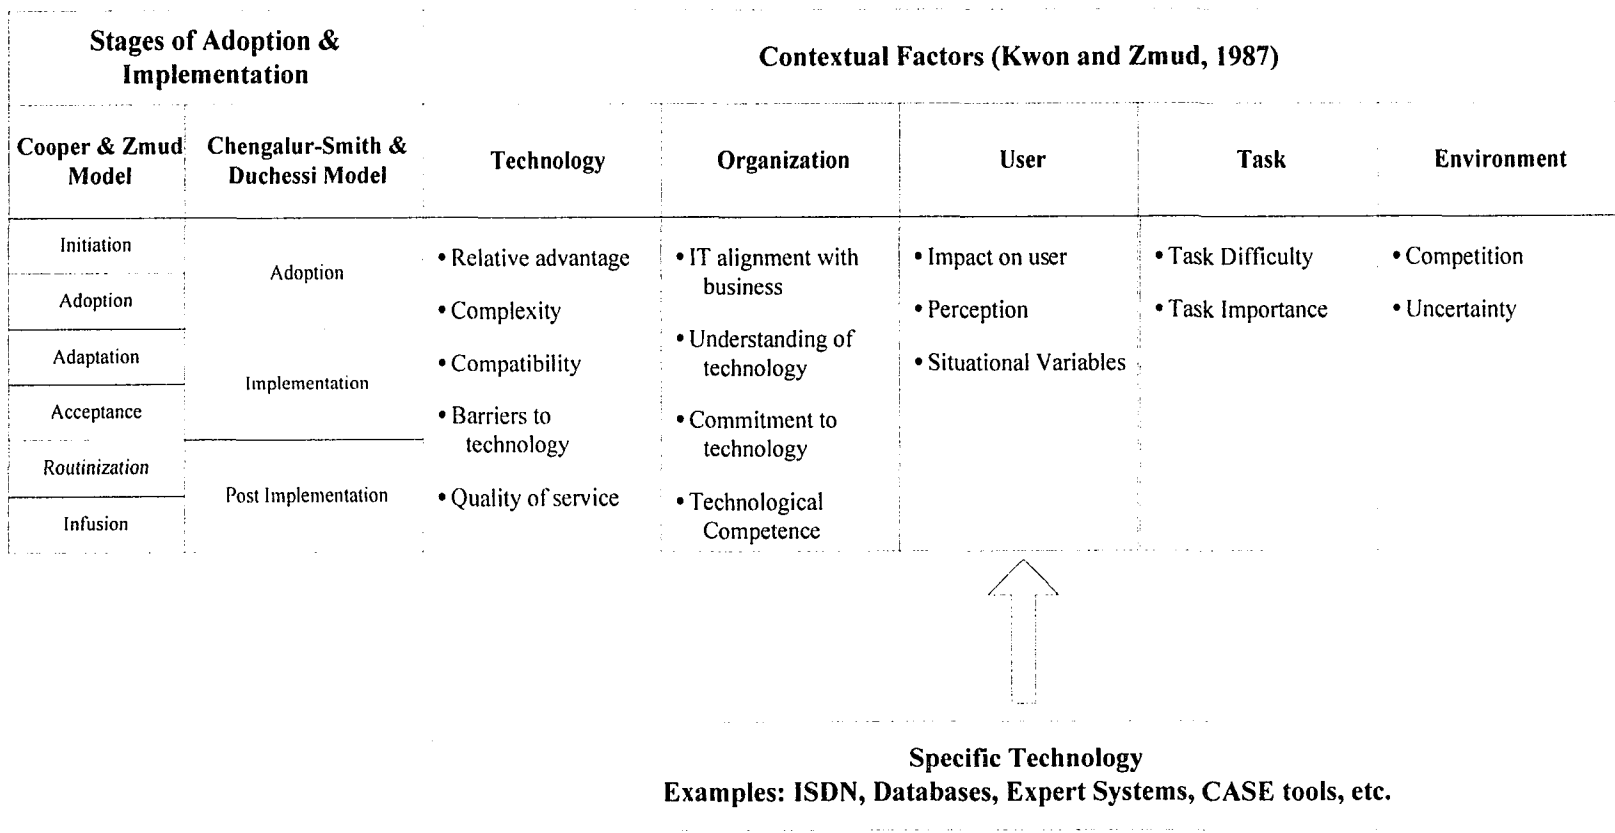 Stages of Adoption &
Implementation
Contextual Factors (Kwon and Zmud, 1987)
Cooper & Zmud
Model
Chengalur-Smith &
Duchessi Model
Technology
Organization
User
Task
Environment
Initiation
Adoption
Adaptation
Acceptance
Routinization
Infusion
Adoption
Implementation
Post Implementation
• Relative advantage
• Complexity
• Compatibility
• Barriers to
technology
• Quality of service
• IT alignment with
business
• Understanding of
technology
• Commitment to
technology
• Technological
Competence
• Impact on user
• Perception
• Situational Variables
• Task Difficulty
• Task Importance
• Competition
• Uncertainty
Specific Technology
Examples: ISDN, Databases, Expert Systems, CASE tools, etc.